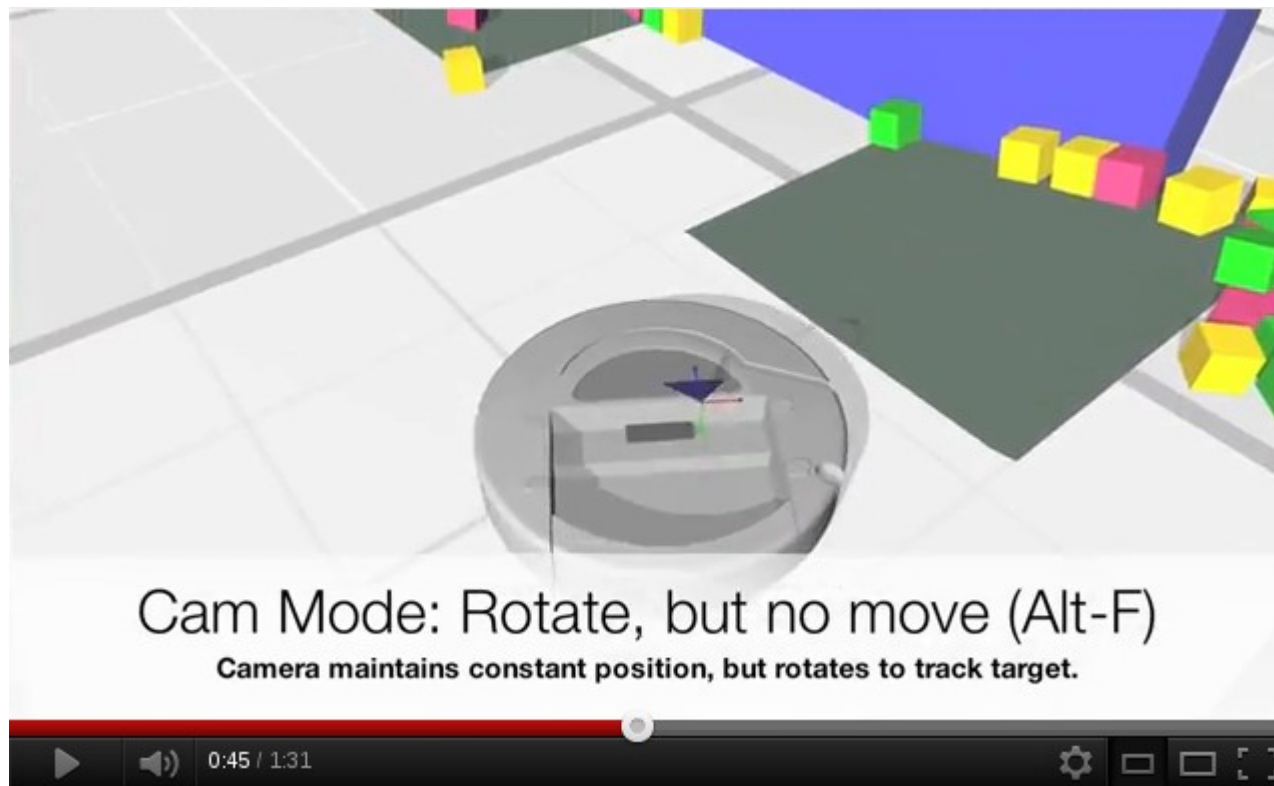 Cam Mode: Rotate, but no move (Alt-F)
Camera maintains constant position, but rotates to track target.
0:45 / 1:31